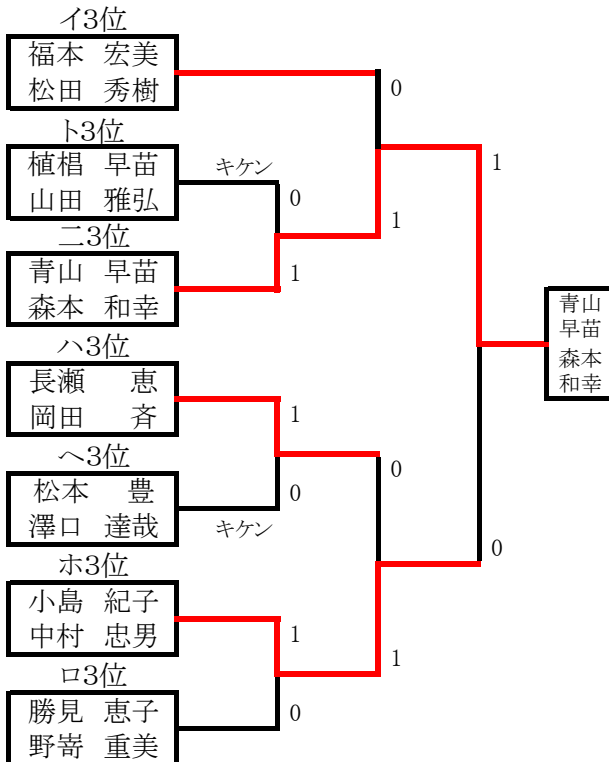 イ3位
福本 宏美
松田 秀樹
0
ト3位
植椙 早苗
山田 雅弘
キケン
0
1
1
ニ3位
青山 早苗
森本 和幸
1
青山
早苗
森本
和幸
ハ3位
長瀬 恵
岡田 斉
1
0
ヘ3位
松本 豊
澤口 達哉
0
キケン
0
ホ3位
小島 紀子
中村 忠男
1
1
ロ3位
勝見 恵子
野嵜 重美
0